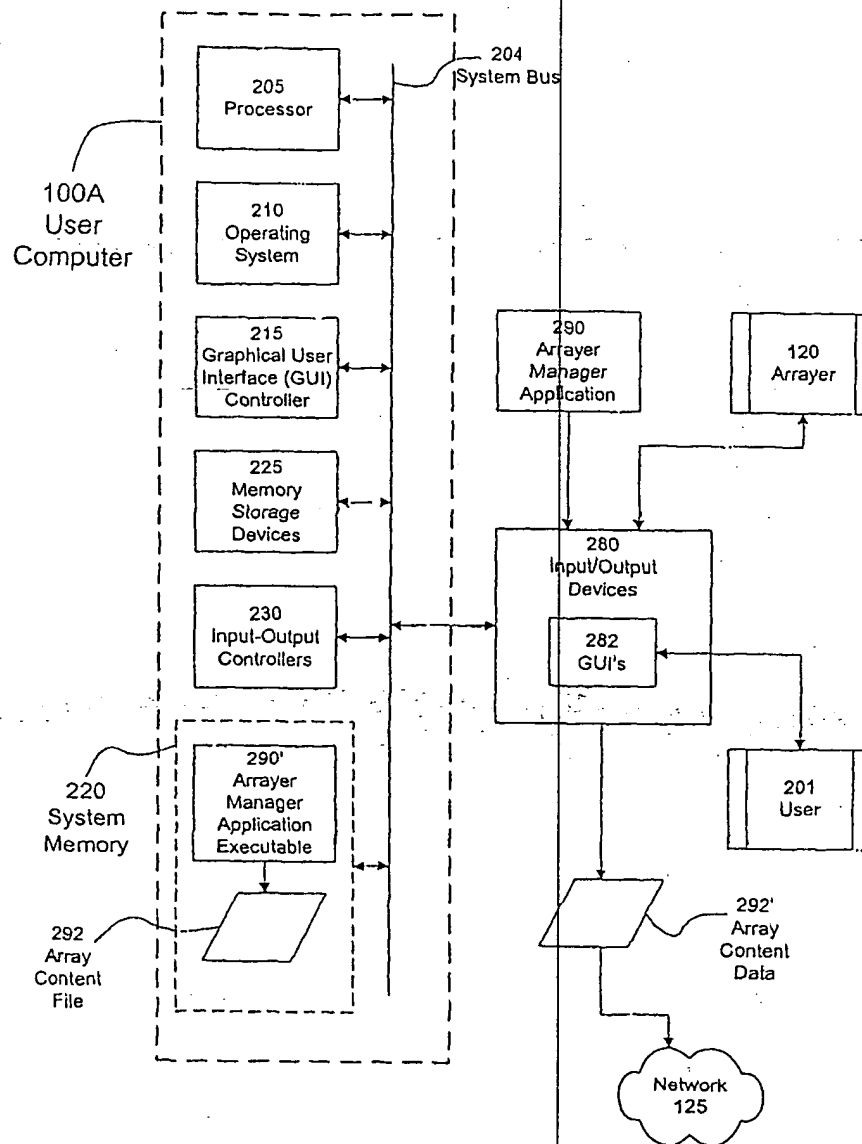 204
System Bus
205
Processor
100A
User
Computer
210
Operating
System
215
Graphical User
Interface (GUI)
Controller
290
Arrayer
Manager
Application
120
Arrayer
225
Memory
Storage
Devices
280
Input/Output
Devices
230
Input-Output
Controllers
282
GUI's
220
System
Memory
290'
Arrayer
Manager
Application
Executable
201
User
292
Array
Content
File
292'
Array
Content
Data
Network
125